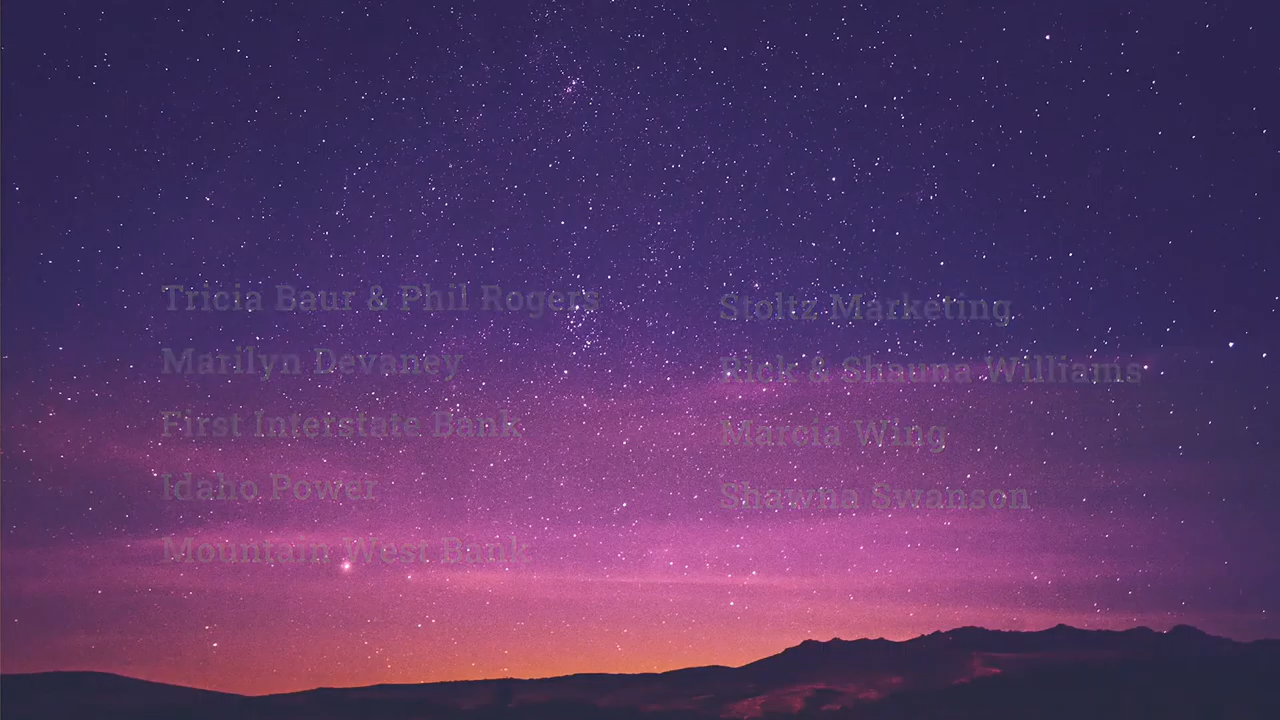 Tricia Baur & Phil Rogers
Marilyn Devaney
First Interstate Bank
Idaho Power
Mountain West Bank
Stoltz Marketing
Rick & Shauna Williams
Marcia Wing
Shawna Swanson